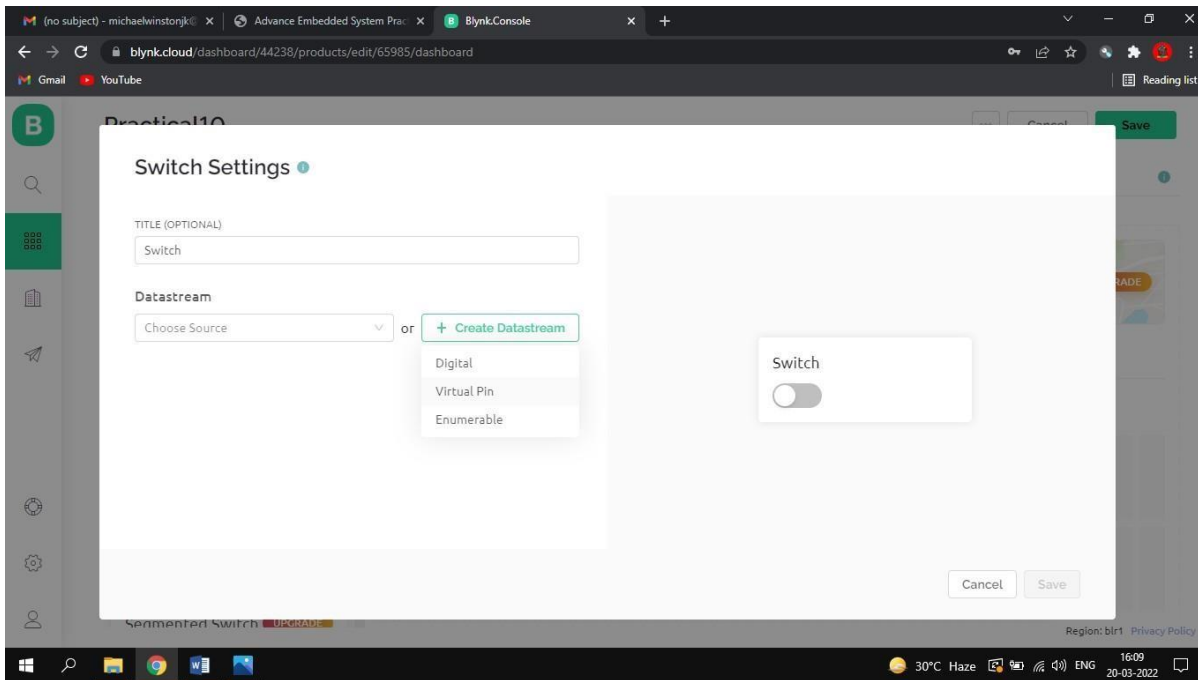 (no subject) - michaelwinstonjk@
Advance Embedded System Prac
Blynk.Console
blynk.cloud/dashboard/44238/products/edit/65985/dashboard
Gmail
YouTube
Reading list
B
Practical10
Cancel
Save
Switch Settings
TITLE (OPTIONAL)
Switch
Datastream
Choose Source
or
+ Create Datastream
Digital
Virtual Pin
Enumerable
Switch
Cancel
Save
Segmented Switch UPGRADE
Region: blr1 Privacy Policy
30°C Haze
ENG
16:09
20-03-2022